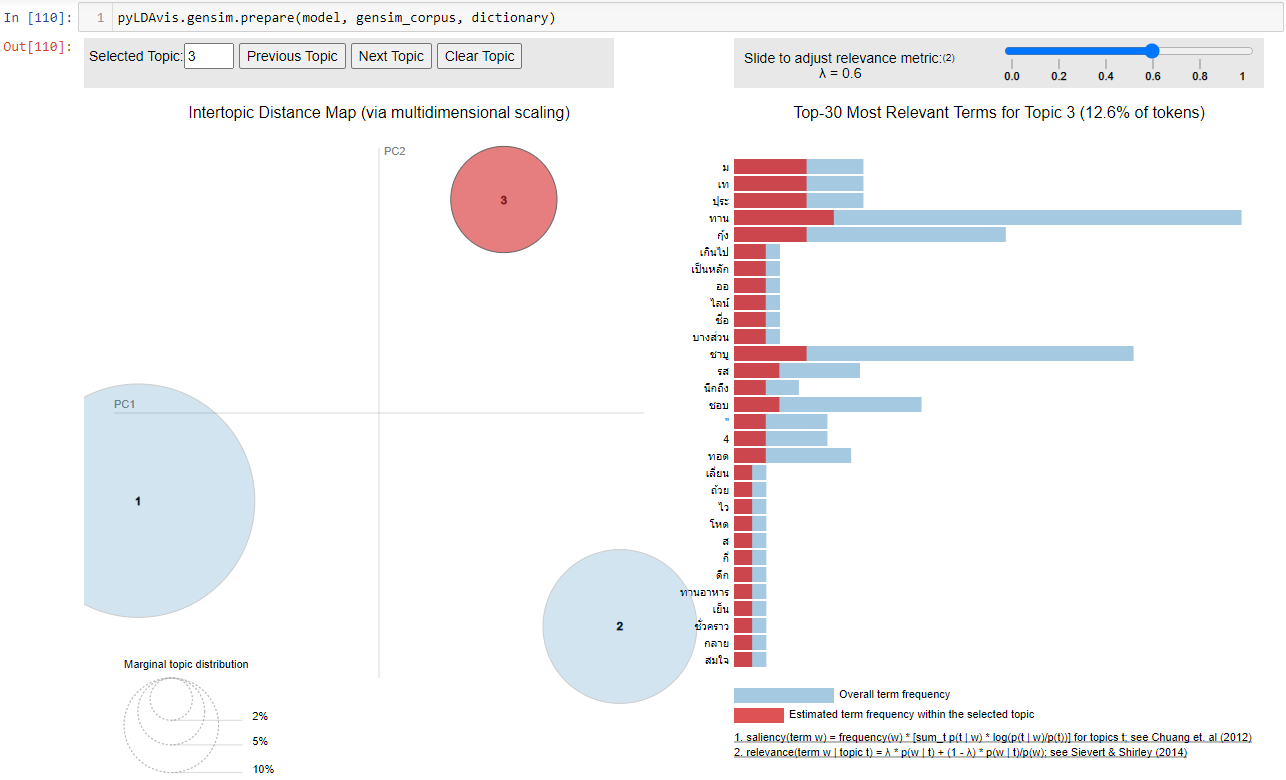 In [110]: 1 pyLDAvis.gensim.prepare(model, gensim_corpus, dictionary)
Out[110]:
Selected Topic: 3 Previous Topic Next Topic Clear Topic
Slide to adjust relevance metric:(2)
λ = 0.6
0.0 0.2 0.4 0.6 0.8 1
Intertopic Distance Map (via multidimensional scaling)
PC2
3
PC1
1
2
Marginal topic distribution
2%
5%
10%
Top-30 Most Relevant Terms for Topic 3 (12.6% of tokens)
ม
เท
ประ
ทาน
กุ้ง
เกินไป
เป็นหลัก
ออ
ไลน์
ชื่อ
บางส่วน
ชาบู
รส
นึกถึง
ชอบ
"
4
ทอด
เลี่ยน
ถ้วย
ไว
โหด
ส
กี่
ตึก
ทานอาหาร
เย็น
ชั่วคราว
กลาย
สมใจ
Overall term frequency
Estimated term frequency within the selected topic
1. saliency(term w) = frequency(w) * [sum_t p(t | w) * log(p(t | w)/p(t))] for topics t; see Chuang et. al (2012)
2. relevance(term w | topic t) = λ * p(w | t) + (1 - λ) * p(w | t)/p(w); see Sievert & Shirley (2014)